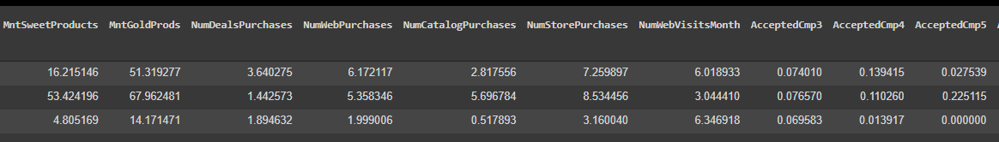 MntSweetProducts MntGoldProds NumDealsPurchases NumWebPurchases NumCatalogPurchases NumStorePurchases NumWebVisitsMonth AcceptedCmp3 AcceptedCmp4 AcceptedCmp5
16.215146 51.319277 3.640275 6.172117 2.817556 7.259897 6.018933 0.074010 0.139415 0.027539
53.424196 67.962481 1.442573 5.358346 5.696784 8.534456 3.044410 0.076570 0.110260 0.225115
4.805169 14.171471 1.894632 1.999006 0.517893 3.160040 6.346918 0.069583 0.013917 0.000000